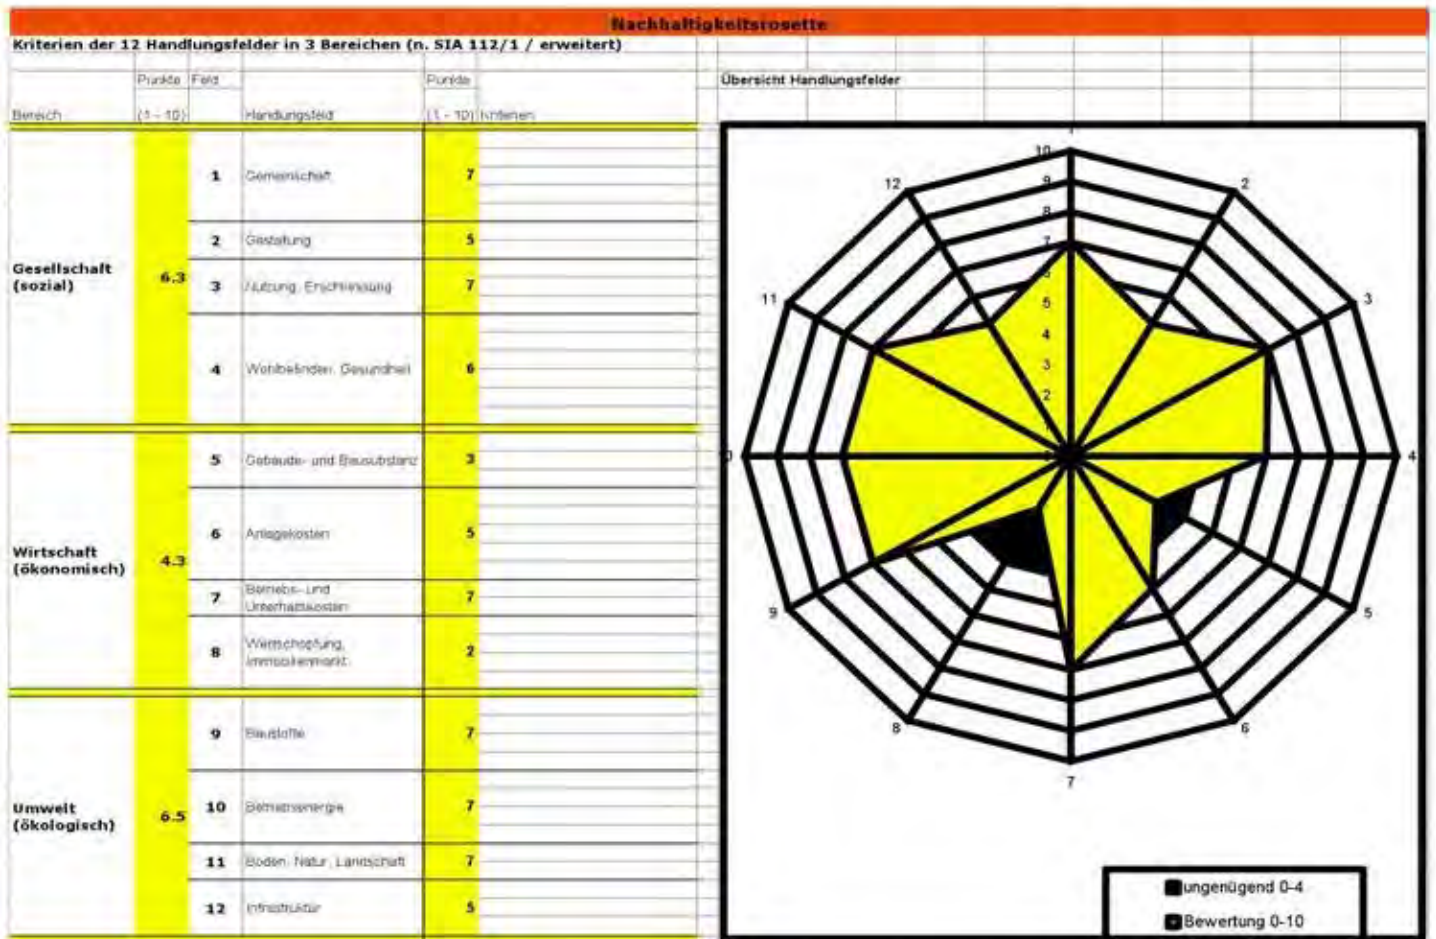 Nachhaltigkeitsrosette
Kriterien der 12 Handlungsfelder in 3 Bereichen (n. SIA 112/1 / erweitert)
Punkte Feld Punkte Übersicht Handlungsfelder
Bereich (1 - 10) Handlungsfeld (1 - 10) Kriterien
Gesellschaft
(sozial)
6.3
1 Gemeinschaft 7
2 Gestaltung 5
3 Nutzung, Erschliessung 7
4 Wohlbefinden, Gesundheit 6
Wirtschaft
(ökonomisch)
4.3
5 Gebäude- und Bausubstanz 3
6 Anlagekosten 5
7 Betriebs- und
Unterhaltskosten 7
8 Wertschöpfung,
Immobilienmarkt 2
Umwelt
(ökologisch)
6.5
9 Baustoffe 7
10 Betriebsenergie 7
11 Boden, Natur, Landschaft 7
12 Infrastruktur 5
10
9
8
7
6
5
4
3
2
2
3
4
5
6
7
8
9
11
12
ungenügend 0-4
Bewertung 0-10